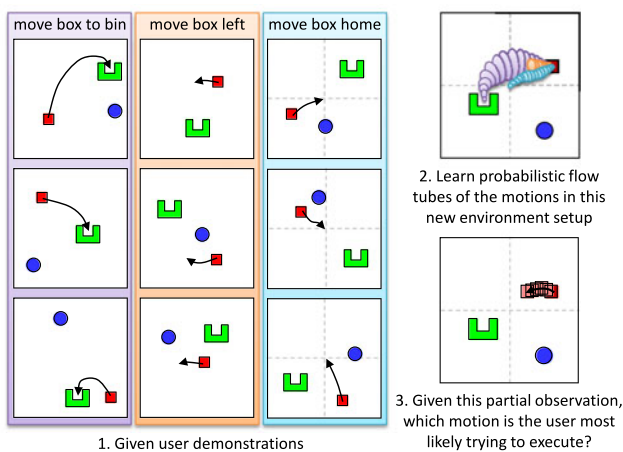 move box to bin
move box left
move box home
1. Given user demonstrations
2. Learn probabilistic flow
tubes of the motions in this
new environment setup
3. Given this partial observation,
which motion is the user most
likely trying to execute?